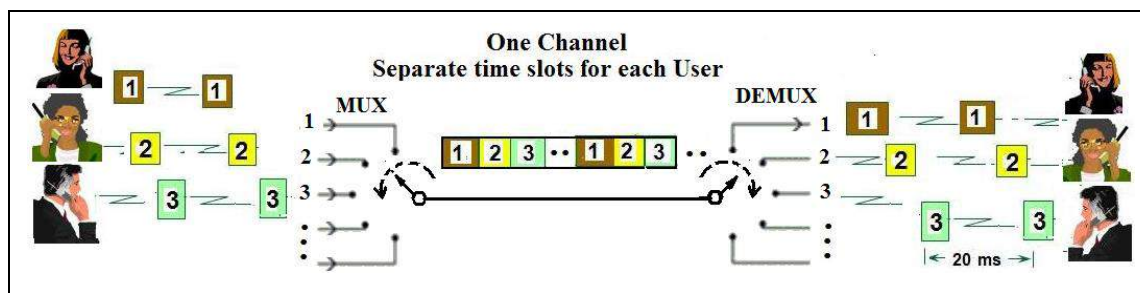 One Channel
Separate time slots for each User
MUX
DEMUX
1 1
2 2
3 3
1
2
3
1 2 3 •• 1 2 3 ••
1
2
3
1 1
2 2
3 3
20 ms